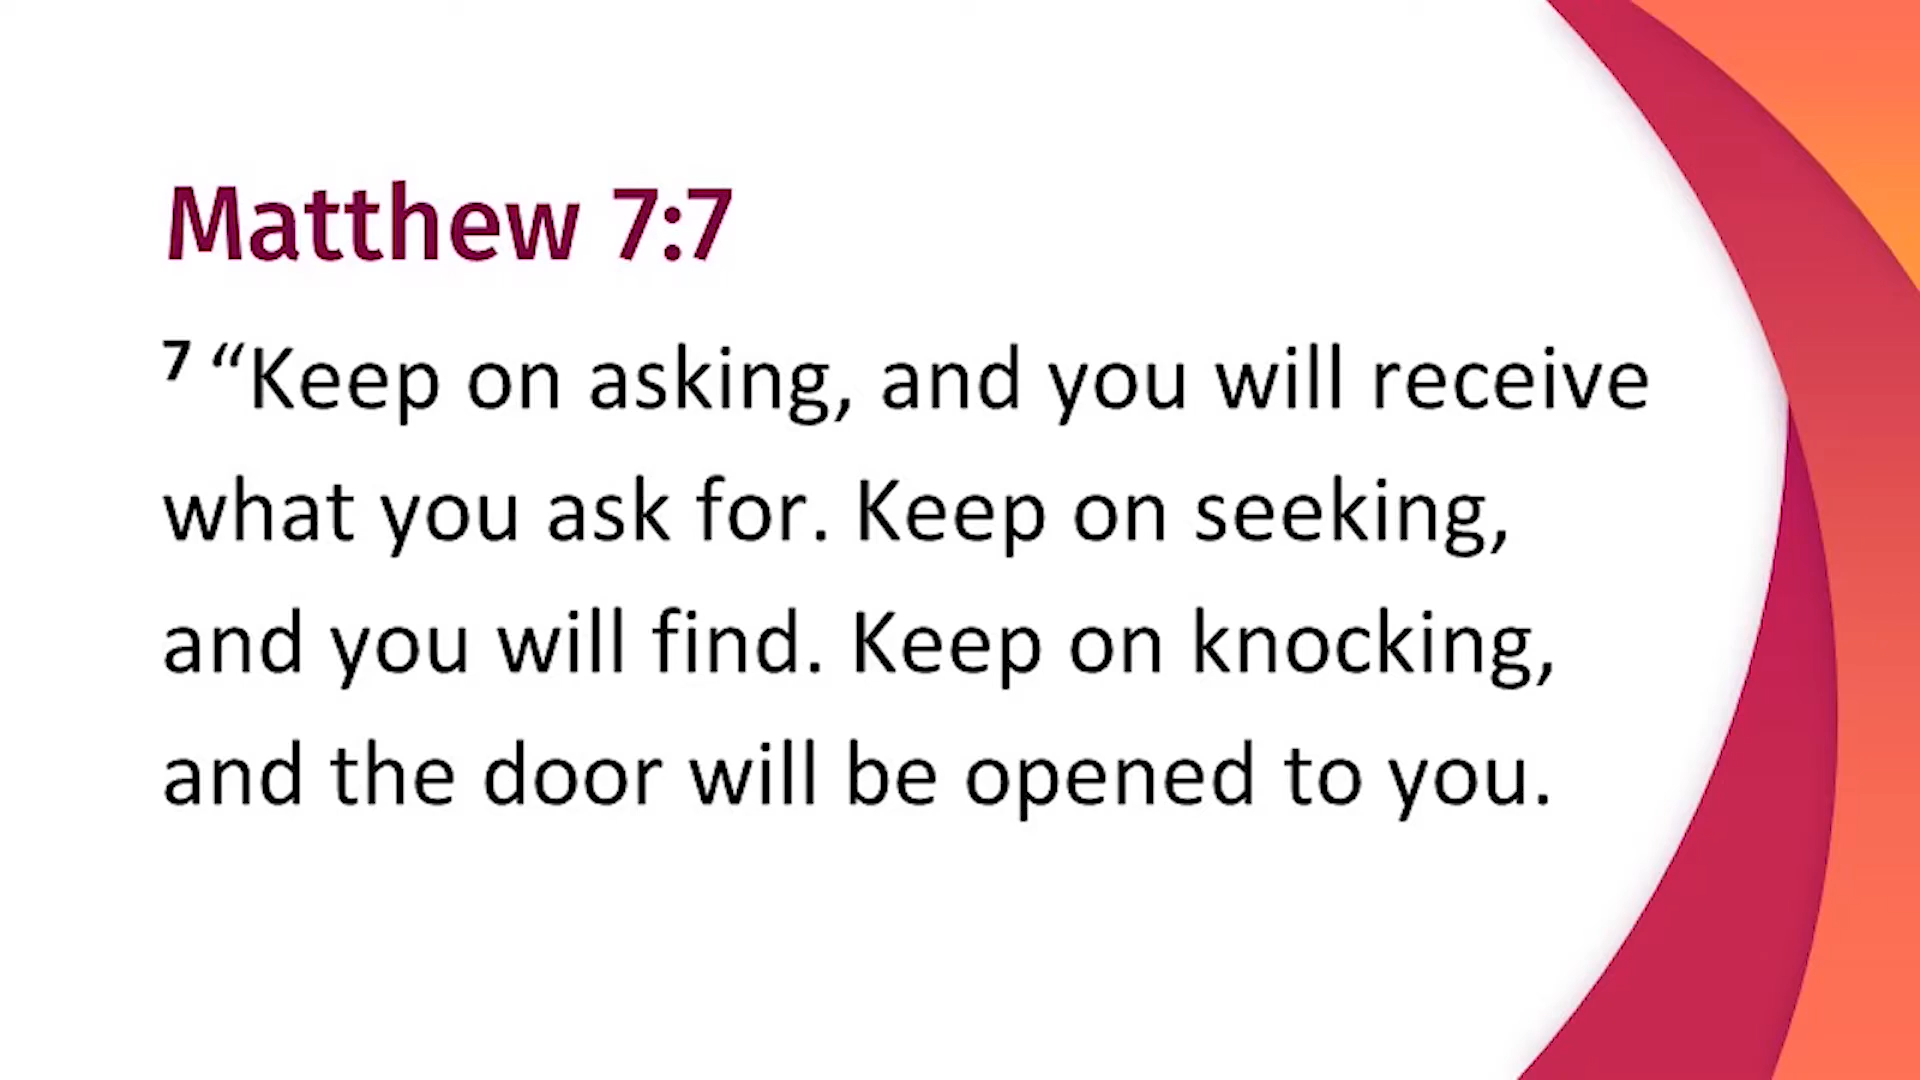 Matthew 7:7
7 “Keep on asking, and you will receive
what you ask for. Keep on seeking,
and you will find. Keep on knocking,
and the door will be opened to you.